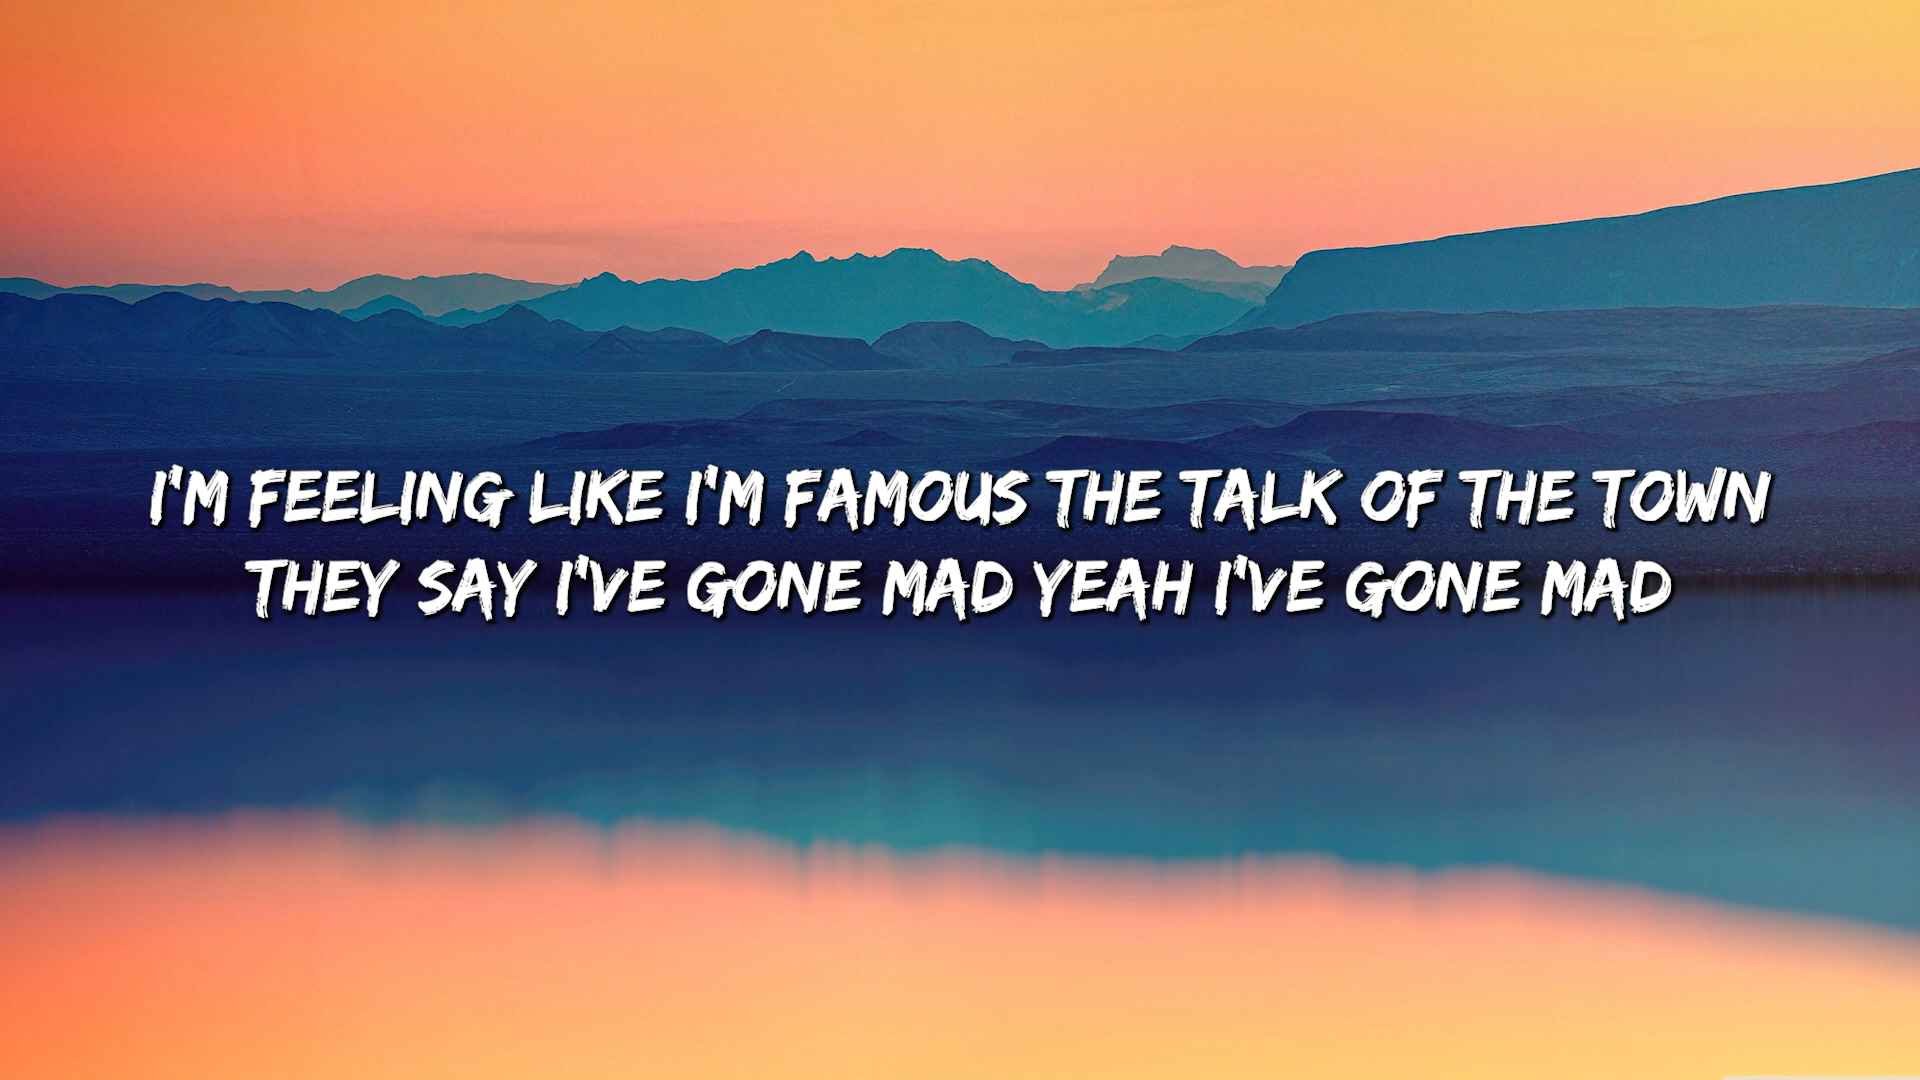 I'M FEELING LIKE I'M FAMOUS THE TALK OF THE TOWN
THEY SAY I'VE GONE MAD YEAH I'VE GONE MAD